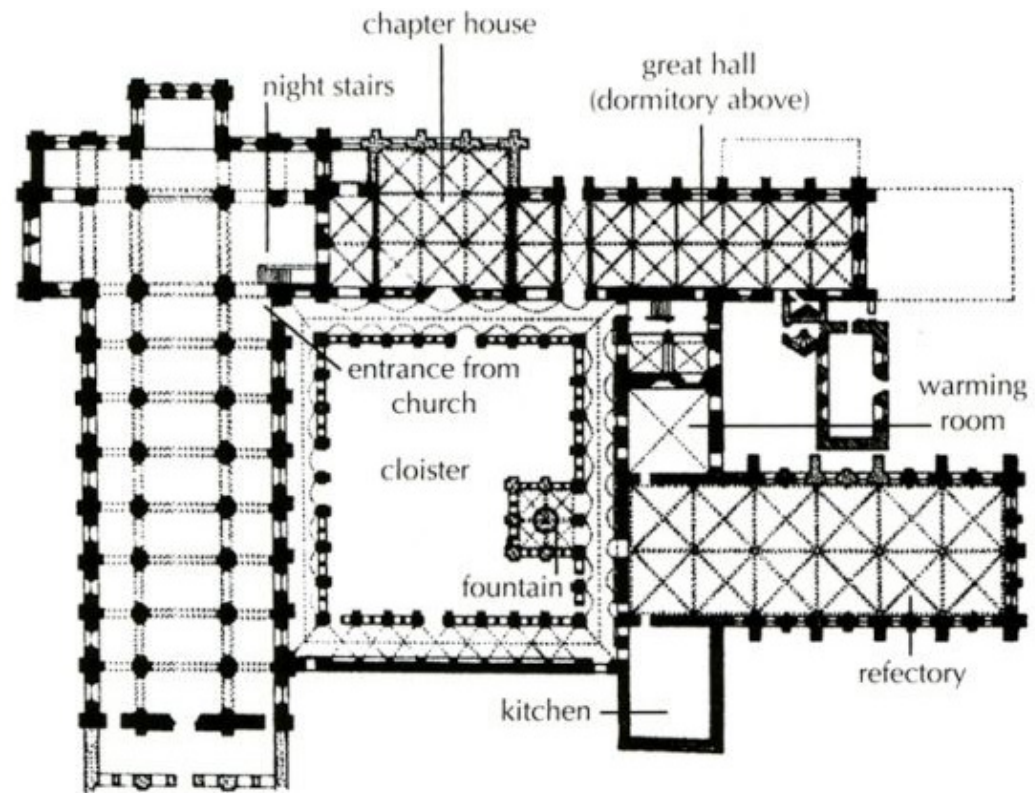 chapter house
night stairs
great hall
(dormitory above)
entrance from
church
warming
room
cloister
fountain
refectory
kitchen